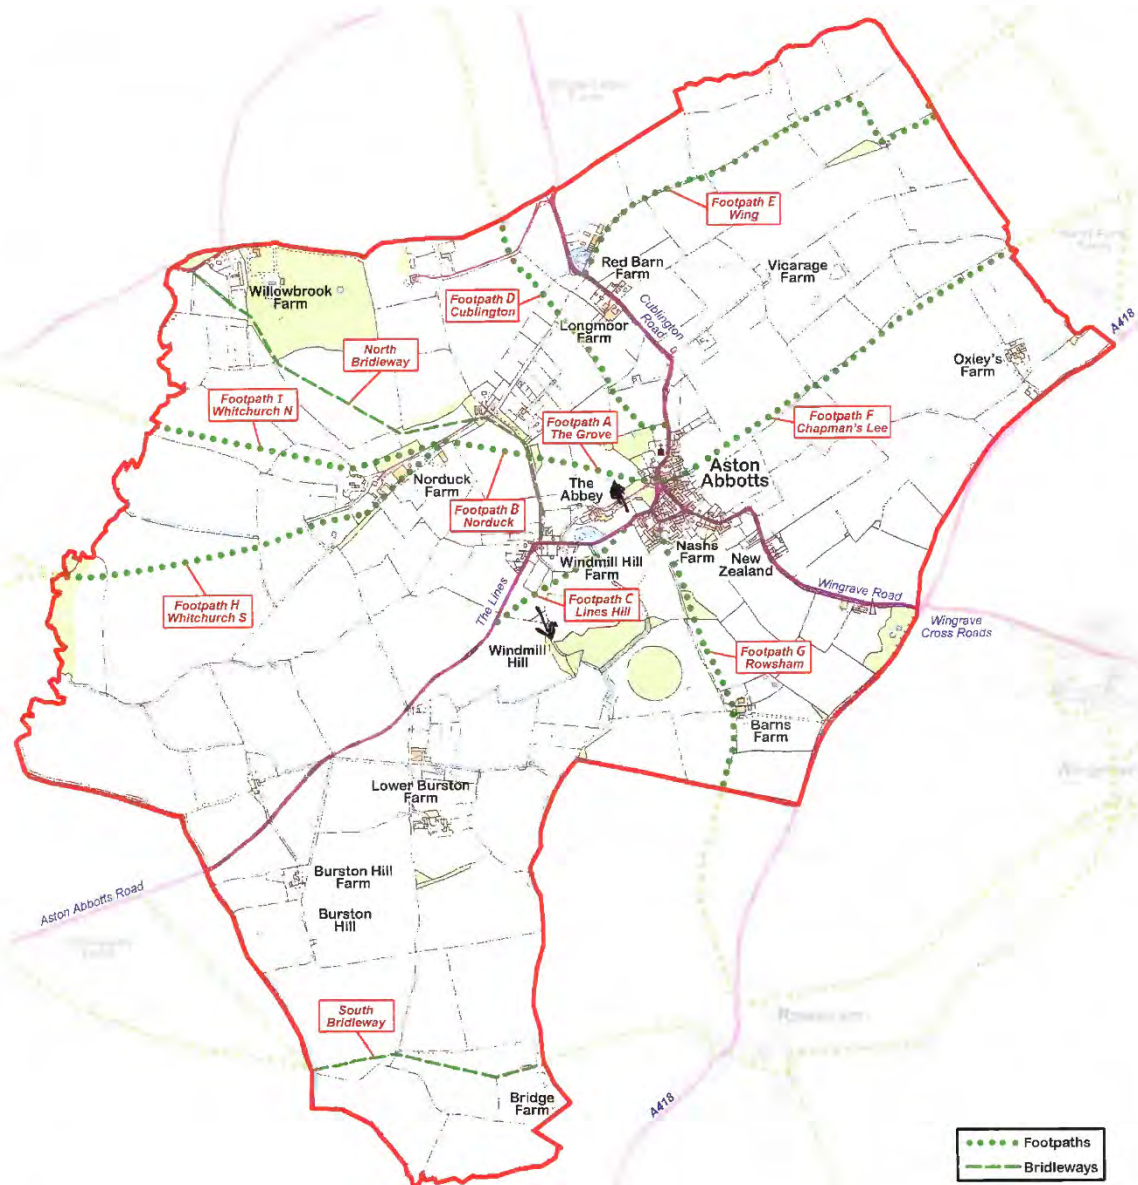 Footpath E
Wing
Red Barn
Farm
Vicarage
Farm
Willowbrook
Farm
Footpath D
Cublington
Cublington
Road
Longmoor
Farm
A418
North
Bridleway
Oxley's
Farm
Footpath I
Whitchurch N
Footpath A
The Grove
Footpath F
Chapman's Lee
Aston
Abbotts
Norduck
Farm
The
Abbey
Footpath B
Norduck
Nashs
Farm
New
Zealand
Windmill Hill
Farm
The Lines
Wingrave Road
Footpath H
Whitchurch S
Footpath C
Lines Hill
Wingrave
Cross Roads
Windmill
Hill
Footpath G
Rowsham
Barns
Farm
Lower Burston
Farm
Burston Hill
Farm
Aston Abbotts Road
Burston
Hill
South
Bridleway
Bridge
Farm
A418
Footpaths
Bridleways